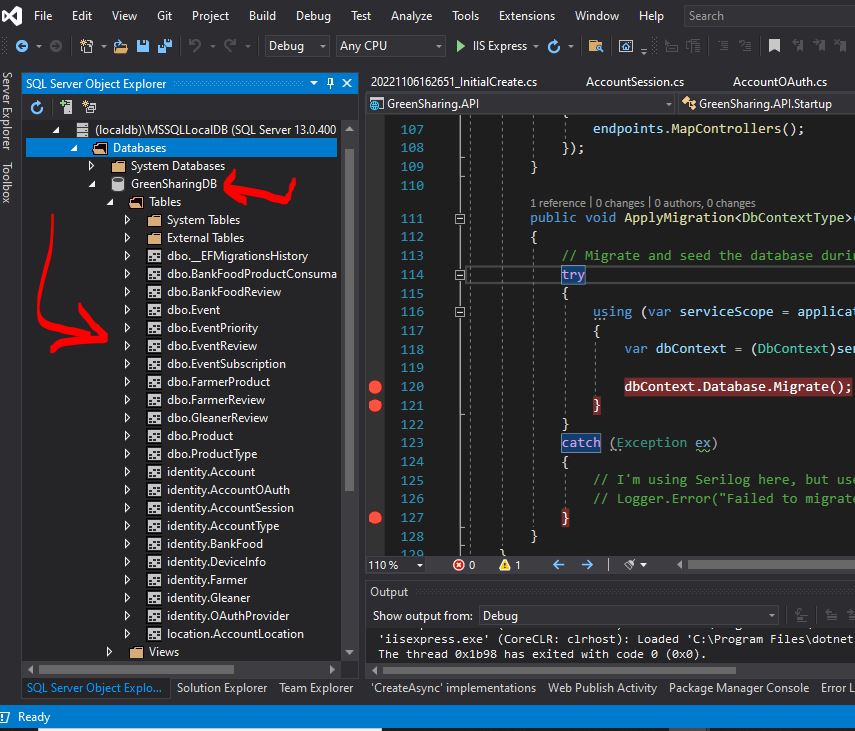 File Edit View Git Project Build Debug Test Analyze Tools Extensions Window Help Search
Debug Any CPU IIS Express
Server Explorer
Toolbox
SQL Server Object Explorer
(localdb)\MSSQLLocalDB (SQL Server 13.0.400
Databases
System Databases
GreenSharingDB
Tables
System Tables
External Tables
dbo.__EFMigrationsHistory
dbo.BankFoodProductConsuma
dbo.BankFoodReview
dbo.Event
dbo.EventPriority
dbo.EventReview
dbo.EventSubscription
dbo.FarmerProduct
dbo.FarmerReview
dbo.GleanerReview
dbo.Product
dbo.ProductType
identity.Account
identity.AccountOAuth
identity.AccountSession
identity.AccountType
identity.BankFood
identity.DeviceInfo
identity.Farmer
identity.Gleaner
identity.OAuthProvider
location.AccountLocation
Views
SQL Server Object Explo... Solution Explorer Team Explorer
20221106162651_InitialCreate.cs AccountSession.cs AccountOAuth.cs
GreenSharing.API GreenSharing.API.Startup
107 endpoints.MapControllers();
108 });
109 }
110
1 reference | 0 changes | 0 authors, 0 changes
111 public void ApplyMigration<DbContextType>(
112 {
113 // Migrate and seed the database durin
114 try
115 {
116 using (var serviceScope = applicat
117 {
118 var dbContext = (DbContext)ser
119
120 dbContext.Database.Migrate();
121 }
122 }
123 catch (Exception ex)
124 {
125 // I'm using Serilog here, but use
126 // Logger.Error("Failed to migrate
127 }
128 }
129 }
110 % 0 1
Output
Show output from: Debug
'iisexpress.exe' (CoreCLR: clrhost): Loaded 'C:\Program Files\dotnet
The thread 0x1b98 has exited with code 0 (0x0).
'CreateAsync' implementations Web Publish Activity Package Manager Console Error L
Ready